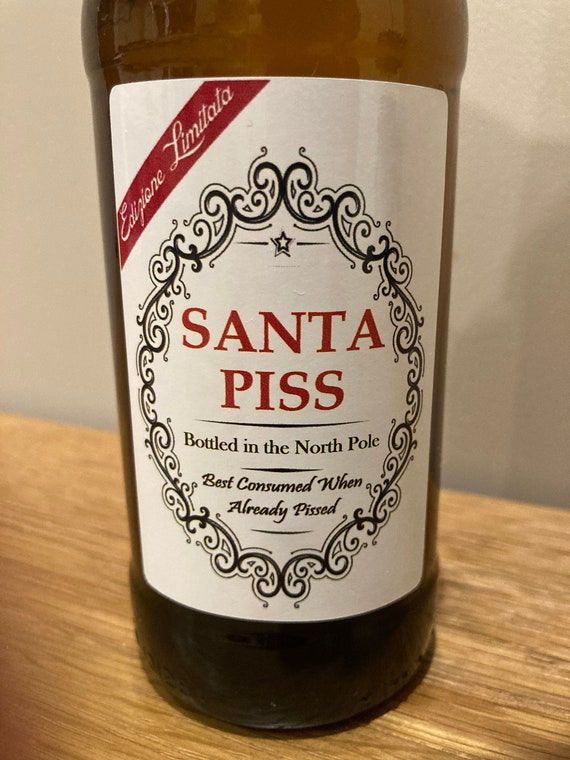 Edizione Limitata
SANTA
PISS
Bottled in the North Pole
Best Consumed When
Already Pissed